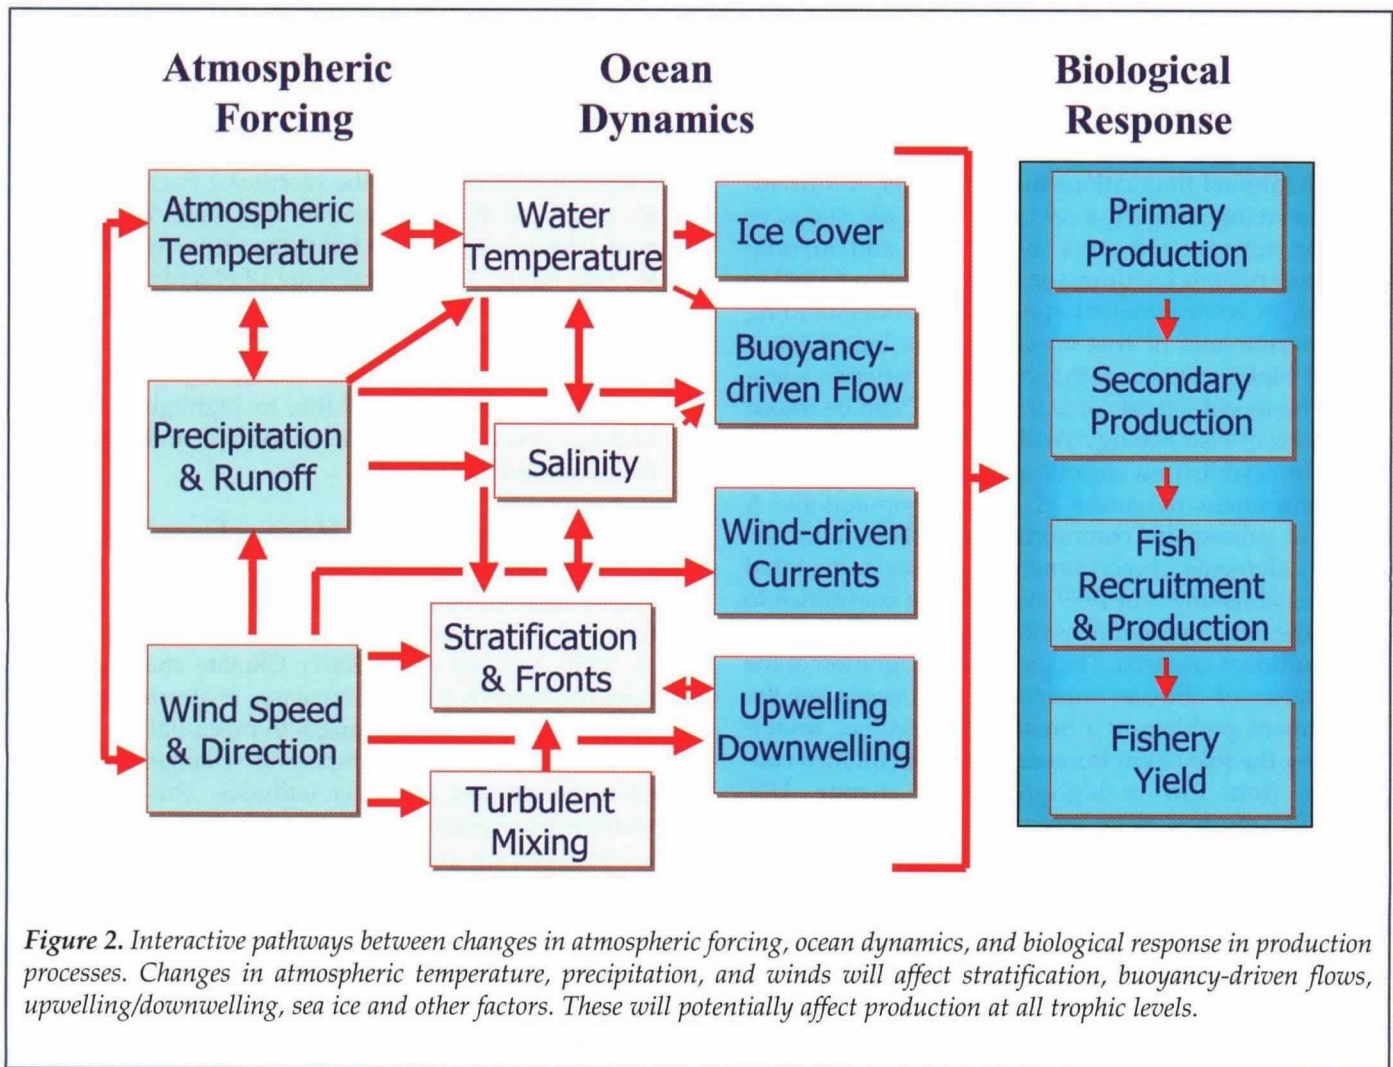 Atmospheric
Forcing
Ocean
Dynamics
Biological
Response
Atmospheric
Temperature
Water
Temperature
Ice Cover
Primary
Production
Buoyancy-
driven Flow
Precipitation
& Runoff
Salinity
Secondary
Production
Wind-driven
Currents
Fish
Recruitment
& Production
Stratification
& Fronts
Wind Speed
& Direction
Upwelling
Downwelling
Fishery
Yield
Turbulent
Mixing
Figure 2. Interactive pathways between changes in atmospheric forcing, ocean dynamics, and biological response in production
processes. Changes in atmospheric temperature, precipitation, and winds will affect stratification, buoyancy-driven flows,
upwelling/downwelling, sea ice and other factors. These will potentially affect production at all trophic levels.